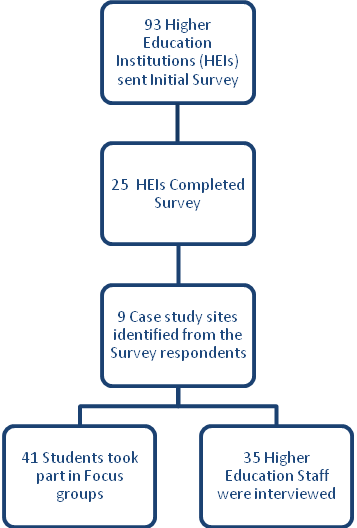 93 Higher
Education
Institutions (HEIs)
sent Initial Survey
25 HEIs Completed
Survey
9 Case study sites
identified from the
Survey respondents
41 Students took
part in Focus
groups
35 Higher
Education Staff
were interviewed